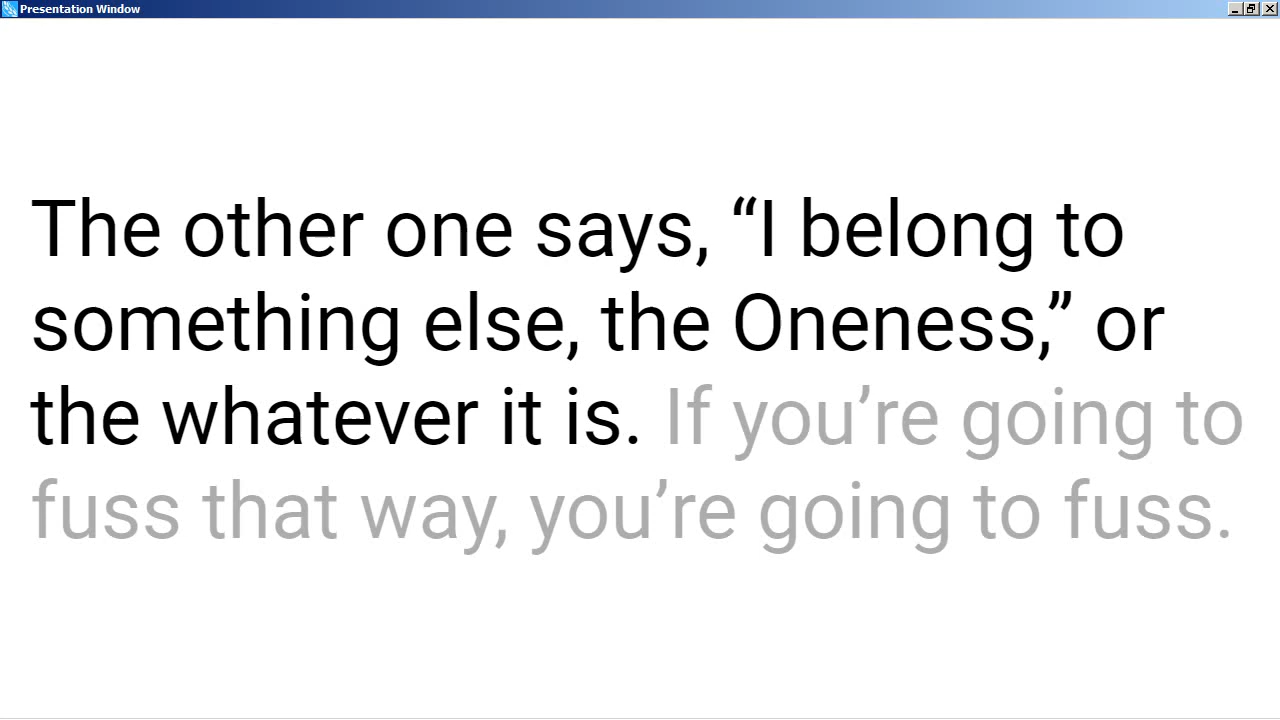 Presentation Window
The other one says, “I belong to
something else, the Oneness,” or
the whatever it is. If you’re going to
fuss that way, you’re going to fuss.